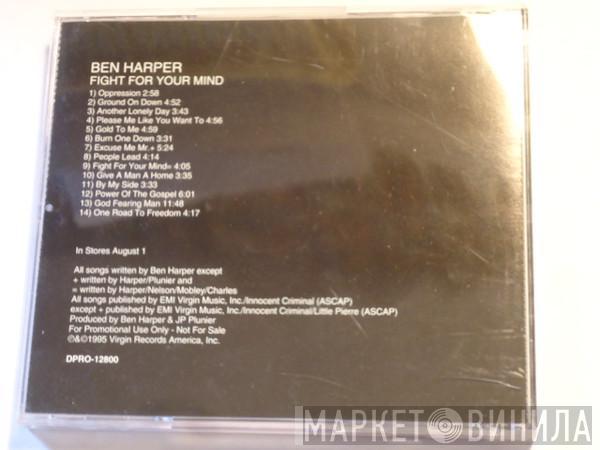 BEN HARPER
FIGHT FOR YOUR MIND
1) Oppression 2:58
2) Ground On Down 4:52
3) Another Lonely Day 3:43
4) Please Me Like You Want To 4:56
5) Gold To Me 4:59
6) Burn One Down 3:31
7) Excuse Me Mr.+ 5:24
8) People Lead 4:14
9) Fight For Your Mind= 4:05
10) Give A Man A Home 3:35
11) By My Side 3:33
12) Power Of The Gospel 6:01
13) God Fearing Man 11:48
14) One Road To Freedom 4:17
In Stores August 1
All songs written by Ben Harper except
+ written by Harper/Plunier and
= written by Harper/Nelson/Mobley/Charles
All songs published by EMI Virgin Music, Inc./Innocent Criminal (ASCAP)
except + published by EMI Virgin Music, Inc./Innocent Criminal/Little Pierre (ASCAP)
Produced by Ben Harper & JP Plunier
For Promotional Use Only - Not For Sale
℗&©1995 Virgin Records America, Inc.
DPRO-12800
МАРКЕТ ВИНИЛА